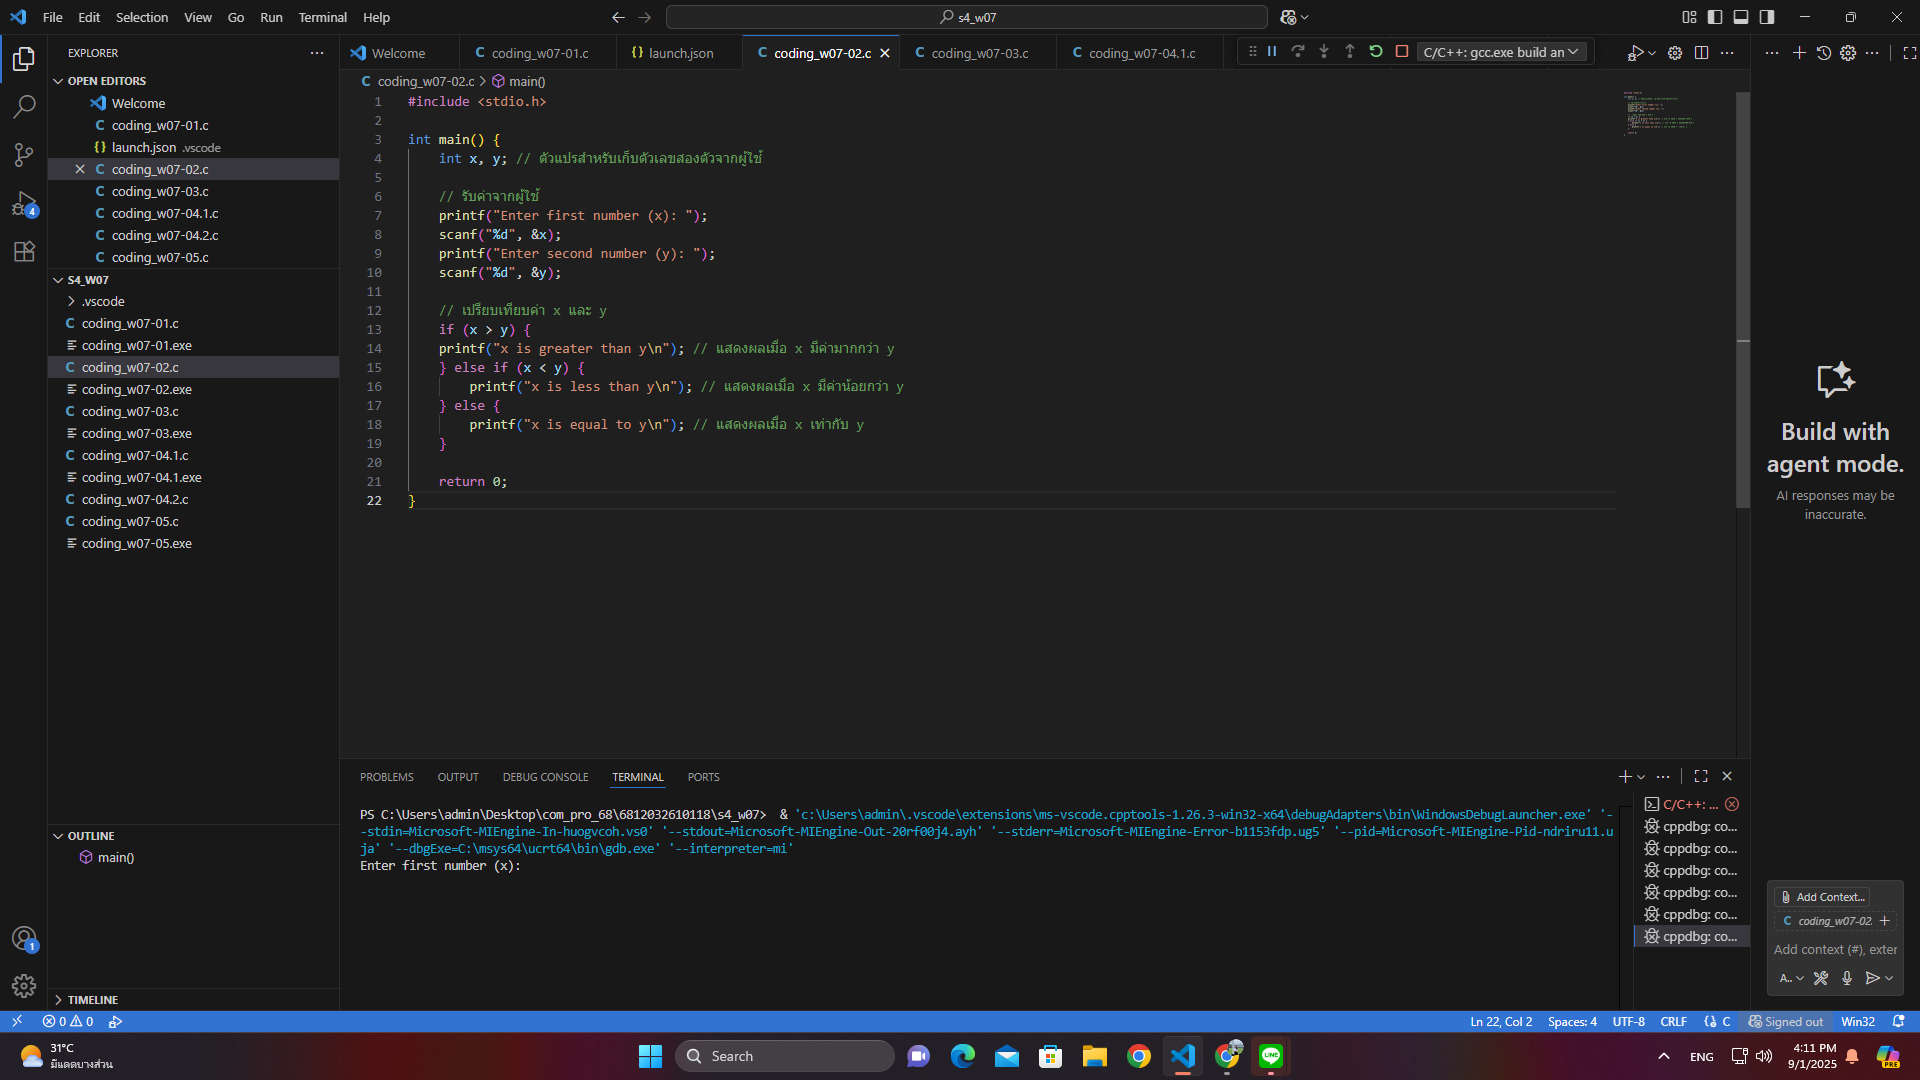 File Edit Selection View Go Run Terminal Help
s4_w07
EXPLORER
OPEN EDITORS
Welcome
coding_w07-01.c
launch.json .vscode
coding_w07-02.c
coding_w07-03.c
coding_w07-04.1.c
coding_w07-04.2.c
coding_w07-05.c
S4_W07
.vscode
coding_w07-01.c
coding_w07-01.exe
coding_w07-02.c
coding_w07-02.exe
coding_w07-03.c
coding_w07-03.exe
coding_w07-04.1.c
coding_w07-04.1.exe
coding_w07-04.2.c
coding_w07-05.c
coding_w07-05.exe
OUTLINE
main()
TIMELINE
Welcome coding_w07-01.c launch.json coding_w07-02.c coding_w07-03.c coding_w07-04.1.c
C/C++: gcc.exe build an
coding_w07-02.c > main()
1 #include <stdio.h>
2
3 int main() {
4 int x, y; // ตัวแปรสำหรับเก็บตัวเลขสองตัวจากผู้ใช้
5
6 // รับค่าจากผู้ใช้
7 printf("Enter first number (x): ");
8 scanf("%d", &x);
9 printf("Enter second number (y): ");
10 scanf("%d", &y);
11
12 // เปรียบเทียบค่า x และ y
13 if (x > y) {
14 printf("x is greater than y\n"); // แสดงผลเมื่อ x มีค่ามากกว่า y
15 } else if (x < y) {
16 printf("x is less than y\n"); // แสดงผลเมื่อ x มีค่าน้อยกว่า y
17 } else {
18 printf("x is equal to y\n"); // แสดงผลเมื่อ x เท่ากับ y
19 }
20
21 return 0;
22 }
PROBLEMS OUTPUT DEBUG CONSOLE TERMINAL PORTS
PS C:\Users\admin\Desktop\com_pro_68\6812032610118\s4_w07> & 'c:\Users\admin\.vscode\extensions\ms-vscode.cpptools-1.26.3-win32-x64\debugAdapters\bin\WindowsDebugLauncher.exe' '-
-stdin=Microsoft-MIEngine-In-huogvcoh.vs0' '--stdout=Microsoft-MIEngine-Out-20rf00j4.ayh' '--stderr=Microsoft-MIEngine-Error-b1153fdp.ug5' '--pid=Microsoft-MIEngine-Pid-ndriru11.u
ja' '--dbgExe=C:\msys64\ucrt64\bin\gdb.exe' '--interpreter=mi'
Enter first number (x):
C/C++: ...
cppdbg: co...
cppdbg: co...
cppdbg: co...
cppdbg: co...
cppdbg: co...
cppdbg: co...
Build with
agent mode.
AI responses may be
inaccurate.
Add Context...
coding_w07-02.
Add context (#), exter
A..
4
1
0 0
Ln 22, Col 2 Spaces: 4 UTF-8 CRLF {} C Signed out Win32
31°C
มีแดดบางส่วน
Search
ENG
4:11 PM
9/1/2025
PRE